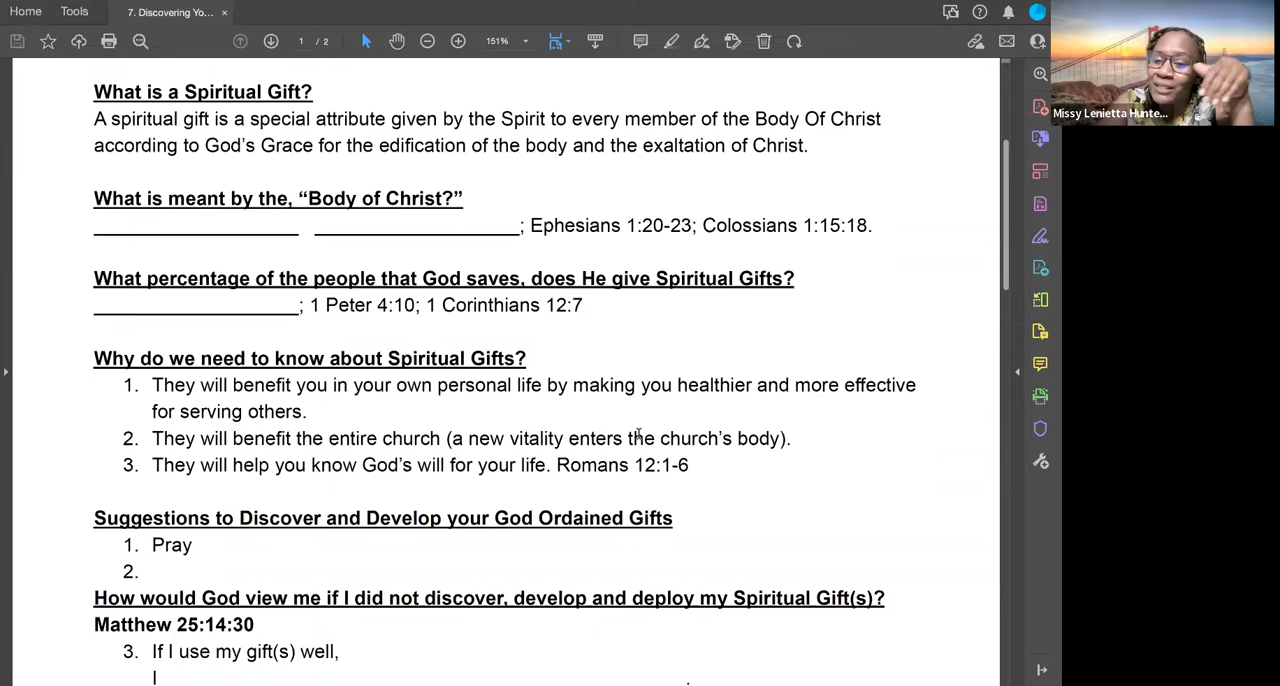 Home Tools 7. Discovering Yo... ×
1 / 2 151%
What is a Spiritual Gift?
A spiritual gift is a special attribute given by the Spirit to every member of the Body Of Christ
according to God's Grace for the edification of the body and the exaltation of Christ.
What is meant by the, “Body of Christ?”
___________________ ___________________; Ephesians 1:20-23; Colossians 1:15:18.
What percentage of the people that God saves, does He give Spiritual Gifts?
___________________; 1 Peter 4:10; 1 Corinthians 12:7
Why do we need to know about Spiritual Gifts?
1. They will benefit you in your own personal life by making you healthier and more effective
for serving others.
2. They will benefit the entire church (a new vitality enters the church's body).
3. They will help you know God's will for your life. Romans 12:1-6
Suggestions to Discover and Develop your God Ordained Gifts
1. Pray
2.
How would God view me if I did not discover, develop and deploy my Spiritual Gift(s)?
Matthew 25:14:30
3. If I use my gift(s) well,
I .
Missy Lenietta Hunte...